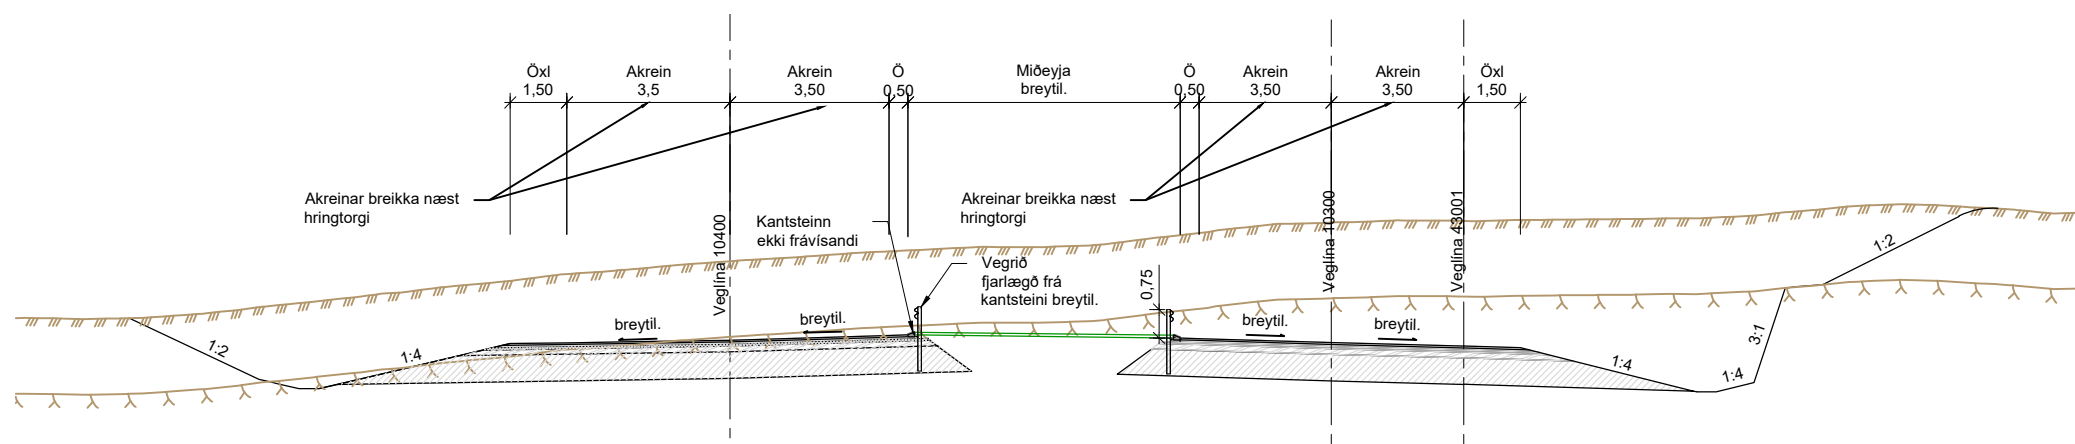 Öxl
1,50
Akrein
3,5
Akrein
3,50
Ö
0,50
Miðeyja
breytil.
Ö
0,50
Akrein
3,50
Akrein
3,50
Öxl
1,50
Akreinar breikka næst
hringtorgi
Akreinar breikka næst
hringtorgi
Kantsteinn
ekki frávísandi
Vegrið
fjarlægð frá
kantsteini breytil.
Veglína 10400
Veglína 10300
Veglína 43001
0,75
breytil.
breytil.
breytil.
breytil.
1:2
1:4
1:4
1:4
3:1
1:2